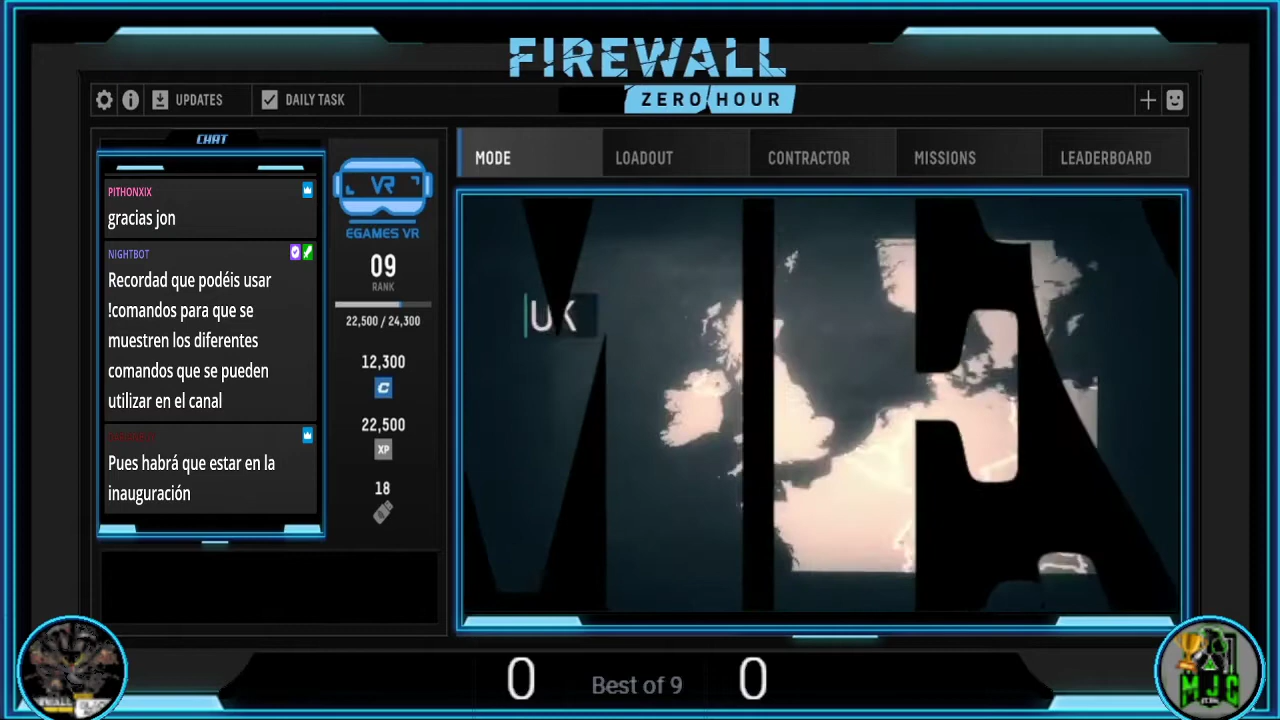 FIREWALL
ZERO HOUR
UPDATES
DAILY TASK
CHAT
PITHONXIX
gracias jon
NIGHTBOT
Recordad que podéis usar
!comandos para que se
muestren los diferentes
comandos que se pueden
utilizar en el canal
Pues habrá que estar en la
inauguración
VR
EGAMES VR
09
RANK
22,500 / 24,300
12,300
C
22,500
XP
18
MODE
LOADOUT
CONTRACTOR
MISSIONS
LEADERBOARD
UK
0
Best of 9
0
MJC